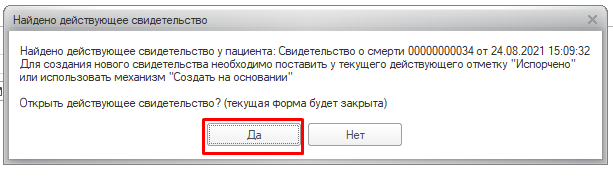 Найдено действующее свидетельство
Найдено действующее свидетельство у пациента: Свидетельство о смерти 00000000034 от 24.08.2021 15:09:32
Для создания нового свидетельства необходимо поставить у текущего действующего отметку "Испорчено"
или использовать механизм "Создать на основании"
Открыть действующее свидетельство? (текущая форма будет закрыта)
Да Нет